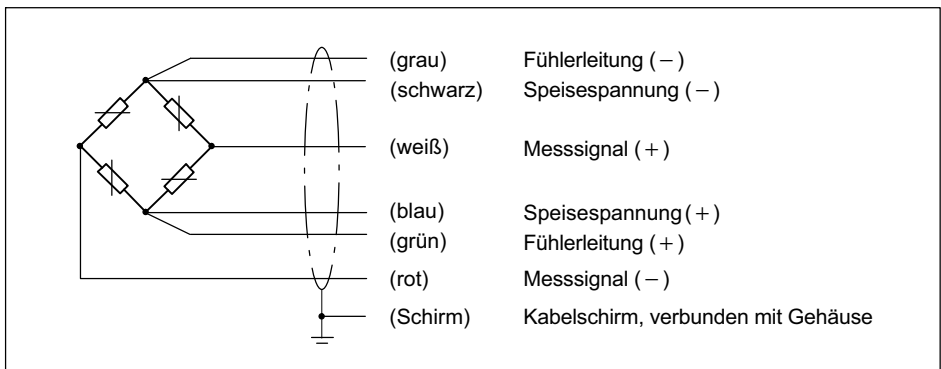 (grau) Fühlerleitung (−)
(schwarz) Speisespannung (−)
(weiß) Messsignal (+)
(blau) Speisespannung (+)
(grün) Fühlerleitung (+)
(rot) Messsignal (−)
(Schirm) Kabelschirm, verbunden mit Gehäuse